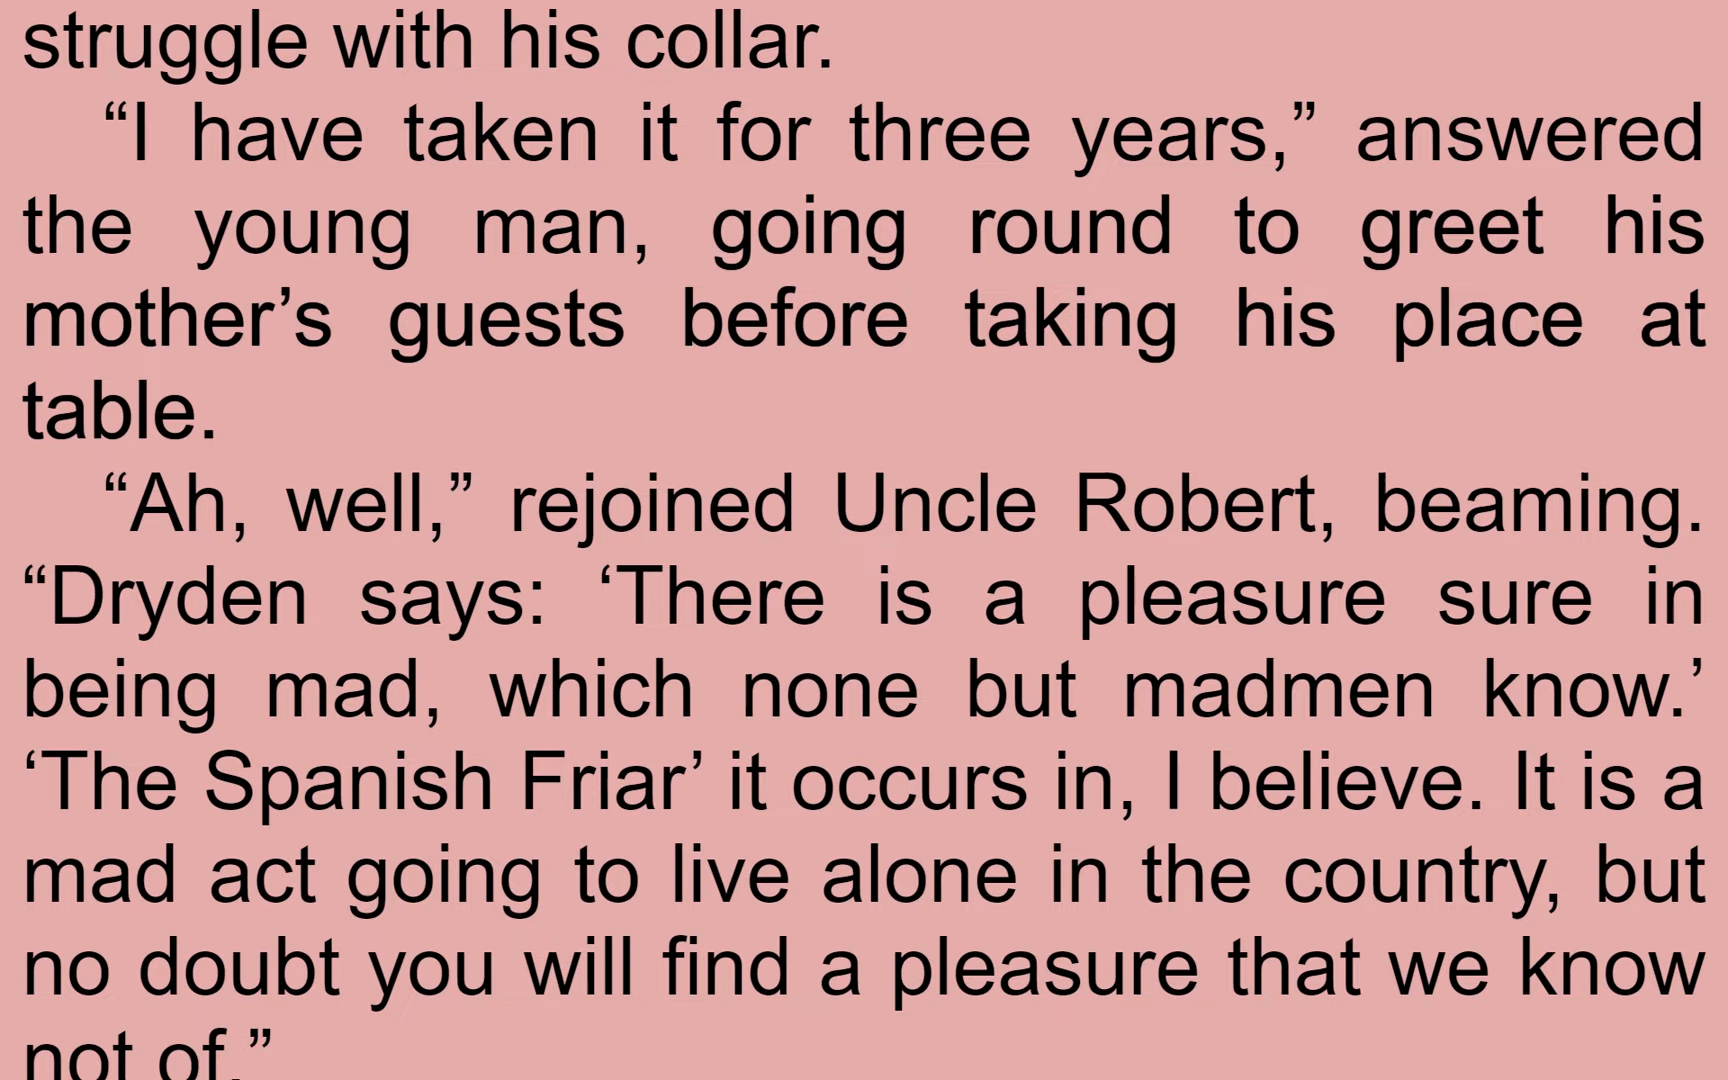 struggle with his collar.
“I have taken it for three years,” answered
the young man, going round to greet his
mother’s guests before taking his place at
table.
“Ah, well,” rejoined Uncle Robert, beaming.
“Dryden says: ‘There is a pleasure sure in
being mad, which none but madmen know.’
‘The Spanish Friar’ it occurs in, I believe. It is a
mad act going to live alone in the country, but
no doubt you will find a pleasure that we know
not of.”